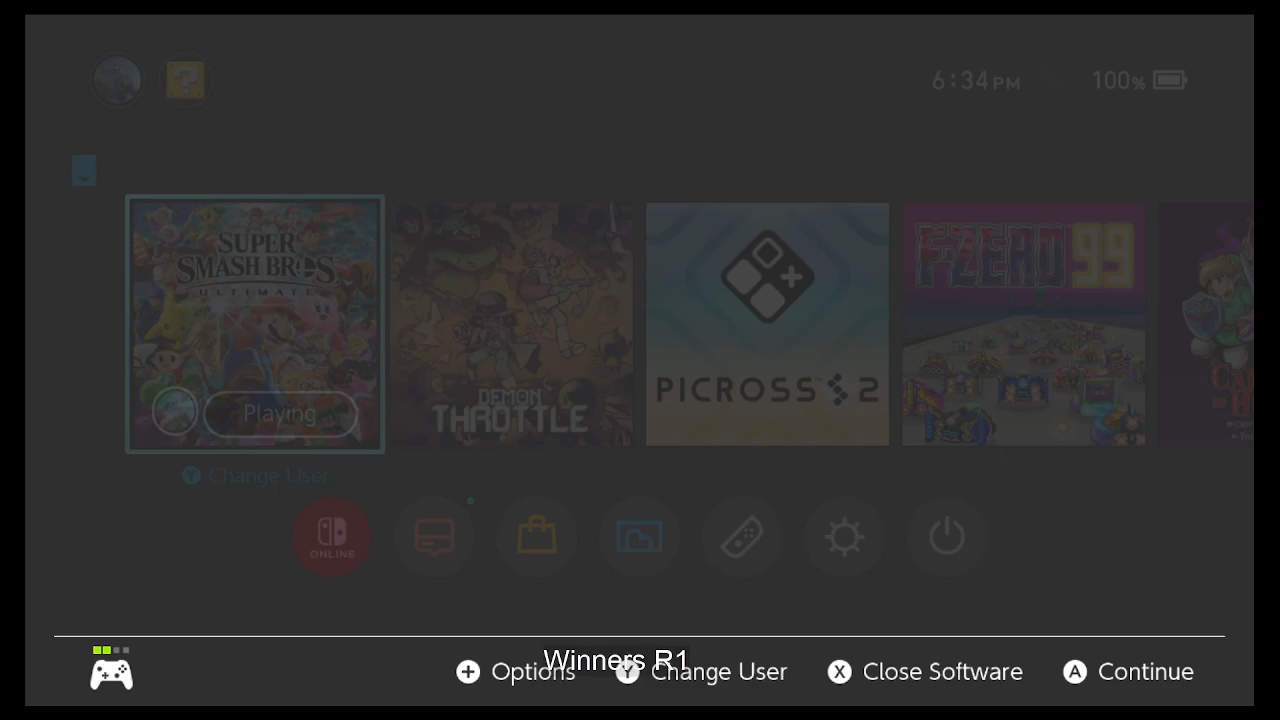 6:34 PM 100%
SUPER
SMASH BROS.
ULTIMATE
Playing
DEMON
THROTTLE
PICROSS S 2
F-ZERO 99
Y Change User
ONLINE
Winners R1
+ Options Y Change User X Close Software A Continue